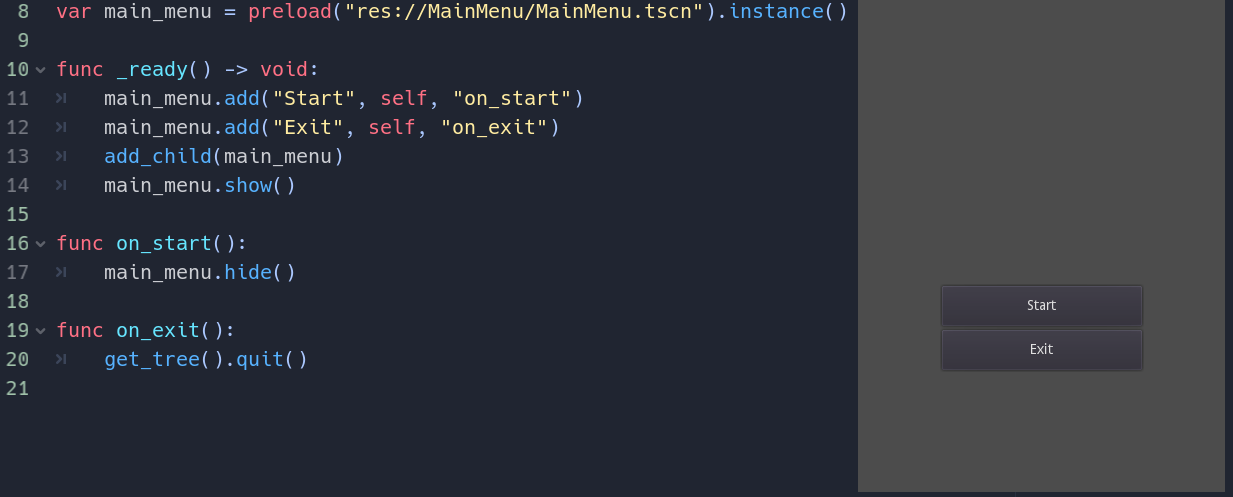 8 var main_menu = preload("res://MainMenu/MainMenu.tscn").instance()
9
10 func _ready() -> void:
11 main_menu.add("Start", self, "on_start")
12 main_menu.add("Exit", self, "on_exit")
13 add_child(main_menu)
14 main_menu.show()
15
16 func on_start():
17 main_menu.hide()
18
19 func on_exit():
20 get_tree().quit()
21
Start
Exit